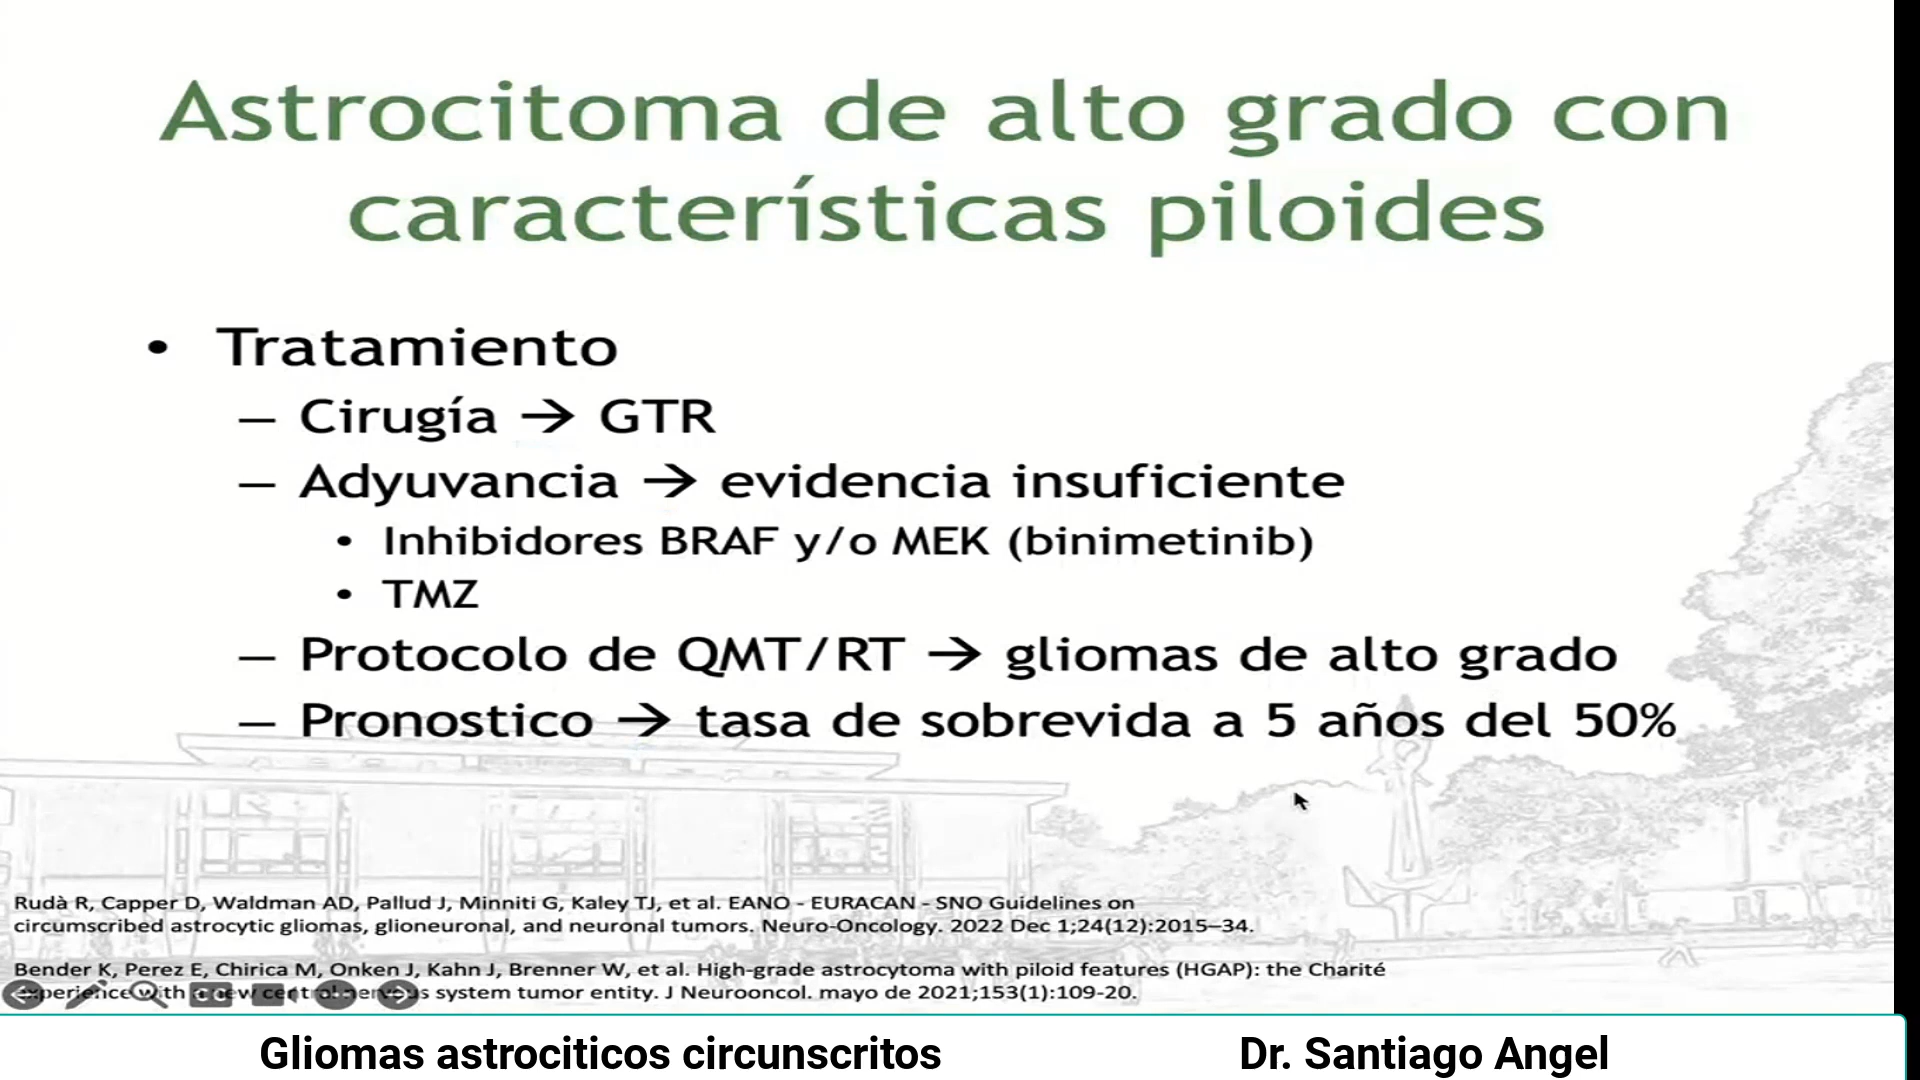 Astrocitoma de alto grado con
características piloides
• Tratamiento
– Cirugía → GTR
– Adyuvancia → evidencia insuficiente
• Inhibidores BRAF y/o MEK (binimetinib)
• TMZ
– Protocolo de QMT/RT → gliomas de alto grado
– Pronostico → tasa de sobrevida a 5 años del 50%
Rudà R, Capper D, Waldman AD, Pallud J, Minniti G, Kaley TJ, et al. EANO - EURACAN - SNO Guidelines on
circumscribed astrocytic gliomas, glioneuronal, and neuronal tumors. Neuro-Oncology. 2022 Dec 1;24(12):2015–34.
Bender K, Perez E, Chirica M, Onken J, Kahn J, Brenner W, et al. High-grade astrocytoma with piloid features (HGAP): the Charité
experience with a new central nervous system tumor entity. J Neurooncol. mayo de 2021;153(1):109-20.
Gliomas astrociticos circunscritos
Dr. Santiago Angel